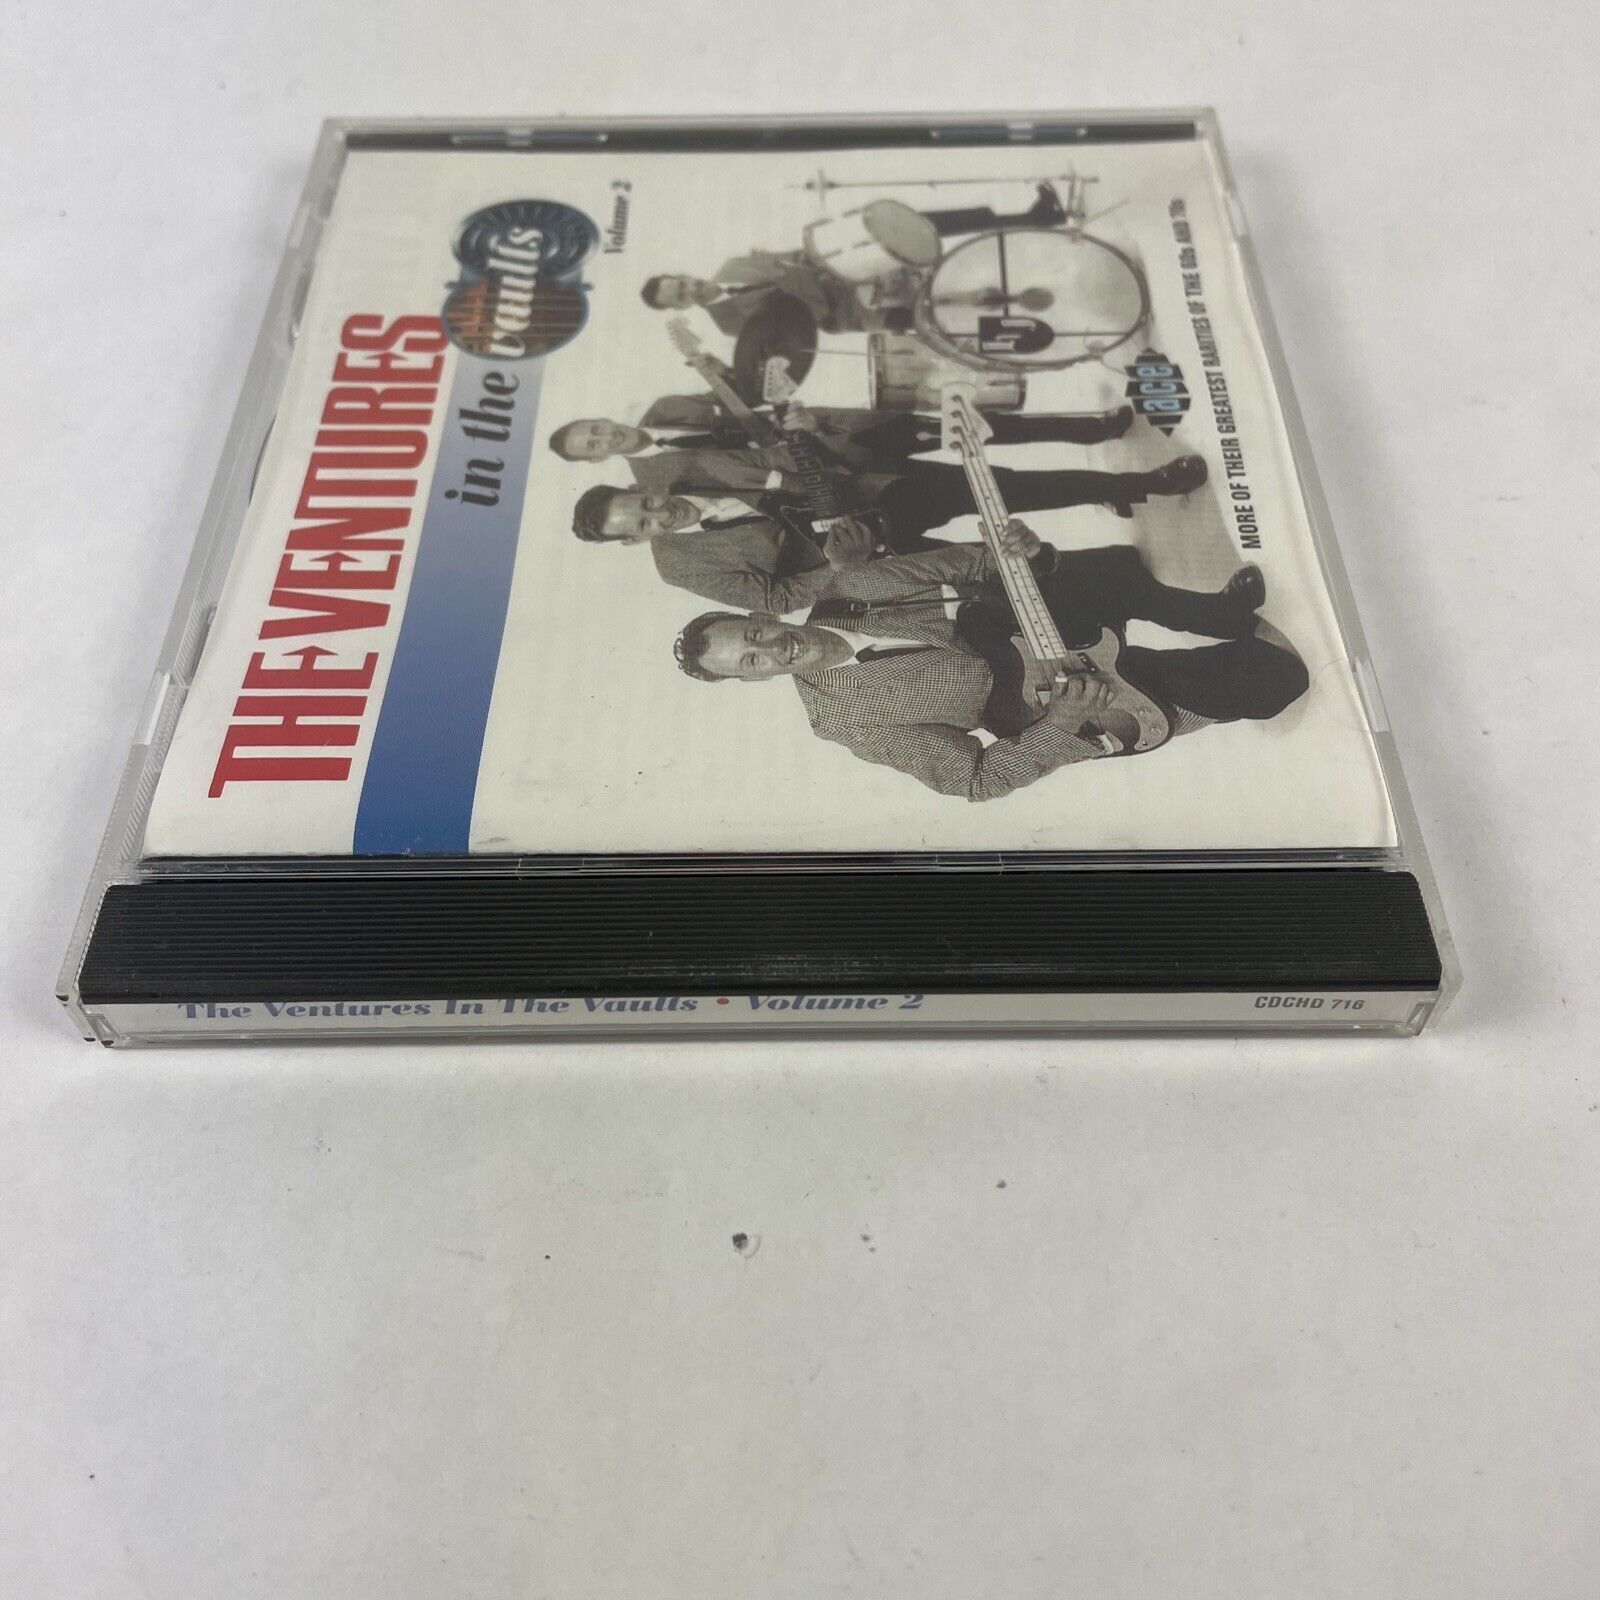 THE VENTURES
in the vaults
Volume 2
LJ
ace
MORE OF THEIR GREATEST RARITIES OF THE 60s AND 70s
The Ventures In The Vaults • Volume 2
CDCHD 716